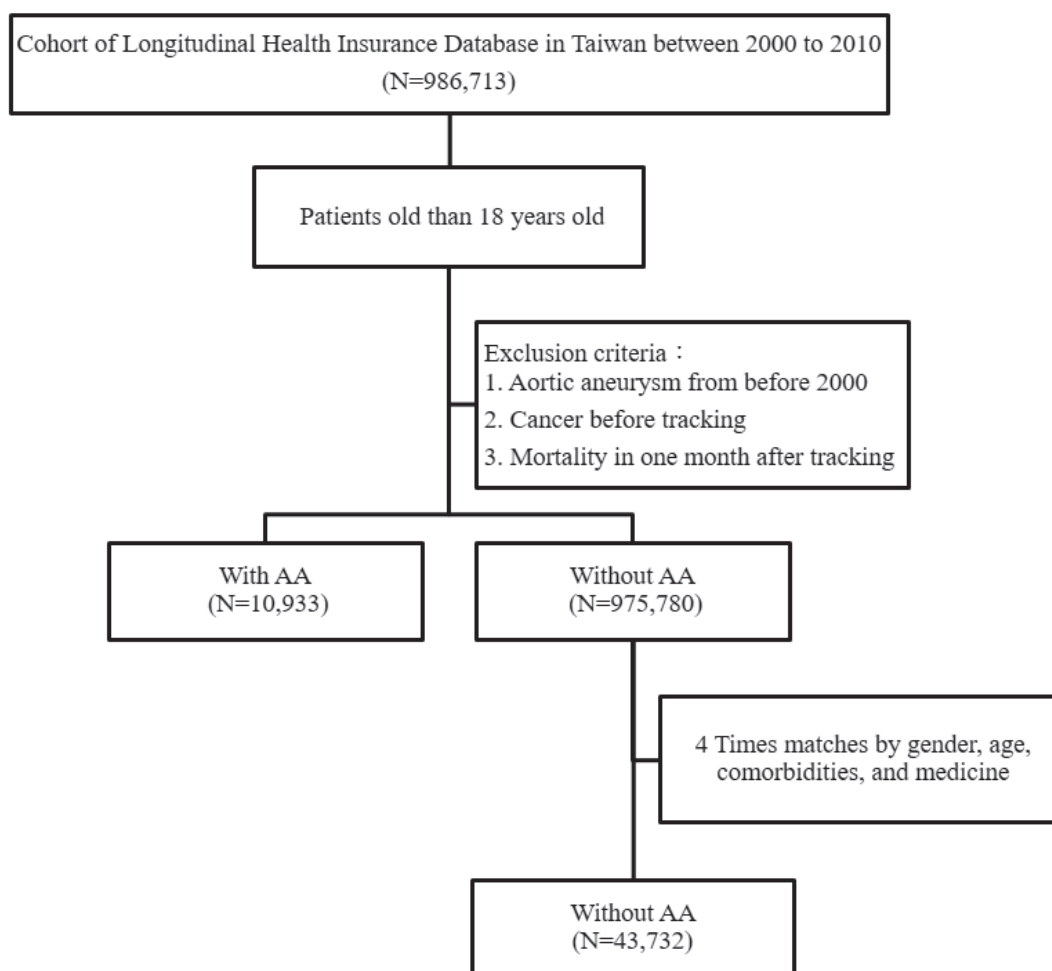 Cohort of Longitudinal Health Insurance Database in Taiwan between 2000 to 2010
(N=986,713)
Patients old than 18 years old
Exclusion criteria：
1. Aortic aneurysm from before 2000
2. Cancer before tracking
3. Mortality in one month after tracking
With AA
(N=10,933)
Without AA
(N=975,780)
4 Times matches by gender, age,
comorbidities, and medicine
Without AA
(N=43,732)